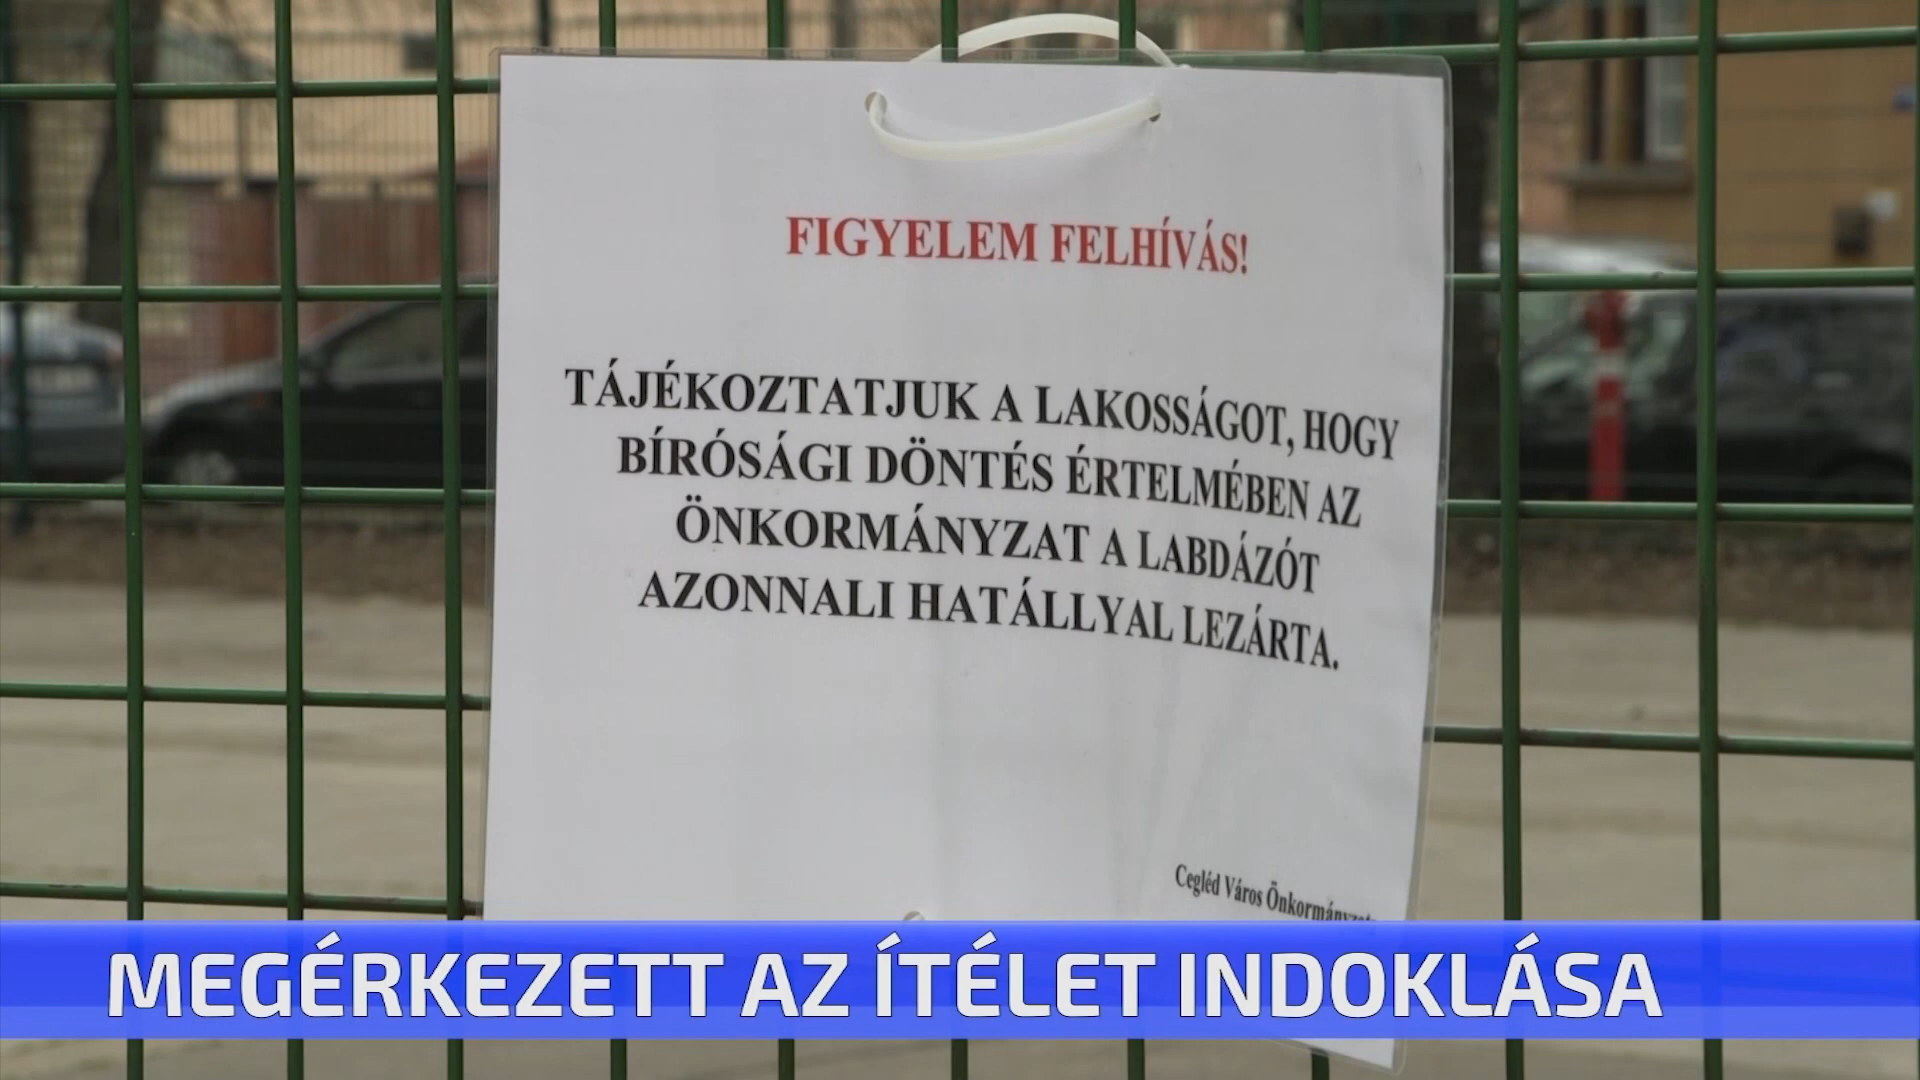 FIGYELEM FELHÍVÁS!
TÁJÉKOZTATJUK A LAKOSSÁGOT, HOGY
BÍRÓSÁGI DÖNTÉS ÉRTELMÉBEN AZ
ÖNKORMÁNYZAT A LABDÁZÓT
AZONNALI HATÁLLYAL LEZÁRTA.
Cegléd Város Önkormányzata
MEGÉRKEZETT AZ ÍTÉLET INDOKLÁSA